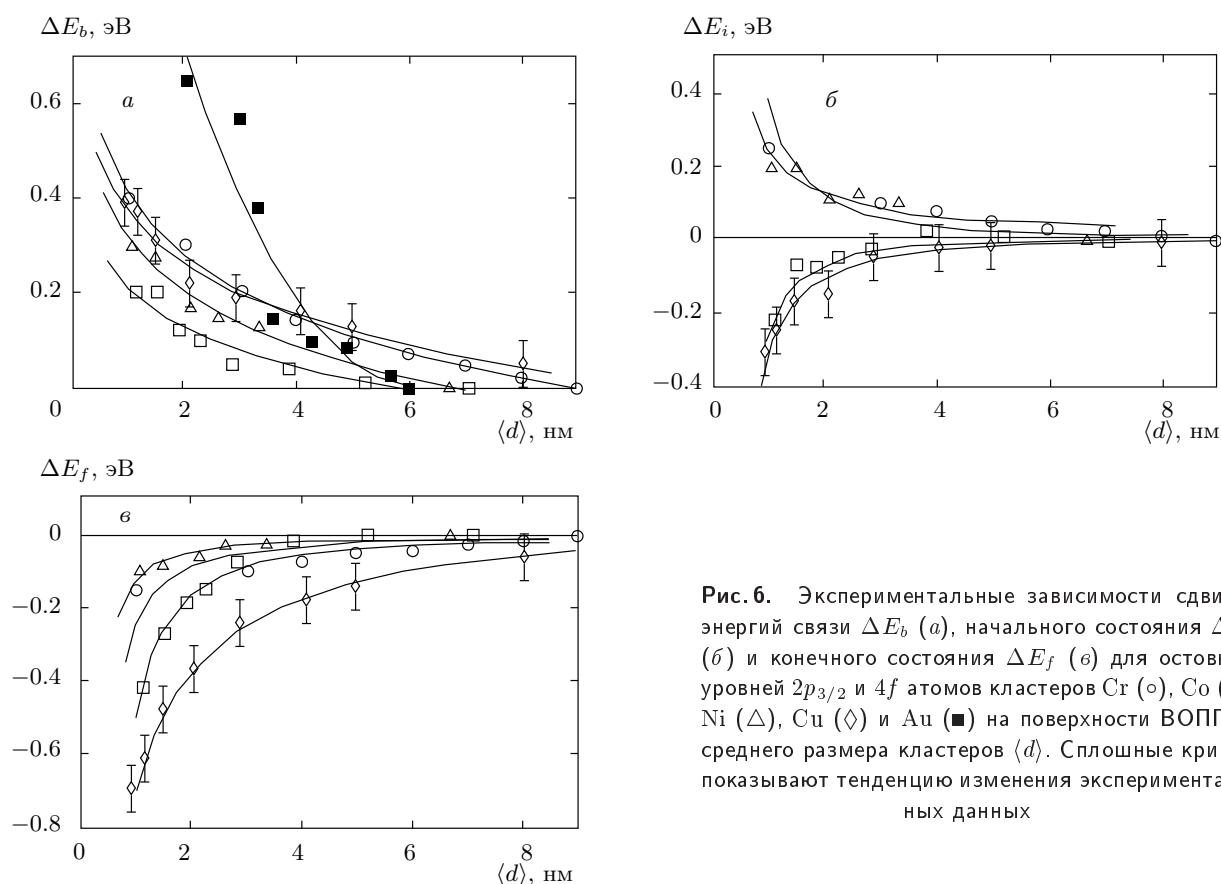 ΔE_b, эВ
0.6
0.4
0.2
0
2
4
6
8
⟨d⟩, нм
а
ΔE_i, эВ
0.4
0.2
0
−0.2
−0.4
0
2
4
6
8
⟨d⟩, нм
б
ΔE_f, эВ
0
−0.2
−0.4
−0.6
−0.8
0
2
4
6
8
⟨d⟩, нм
в
Рис. 6. Экспериментальные зависимости сдви
энергий связи ΔE_b (а), начального состояния
(б) и конечного состояния ΔE_f (в) для остовн
уровней 2p_{3/2} и 4f атомов кластеров Cr (○), Co (
Ni (△), Cu (◇) и Au (■) на поверхности ВОПГ
среднего размера кластеров ⟨d⟩. Сплошные кри
показывают тенденцию изменения эксперимента
ных данных